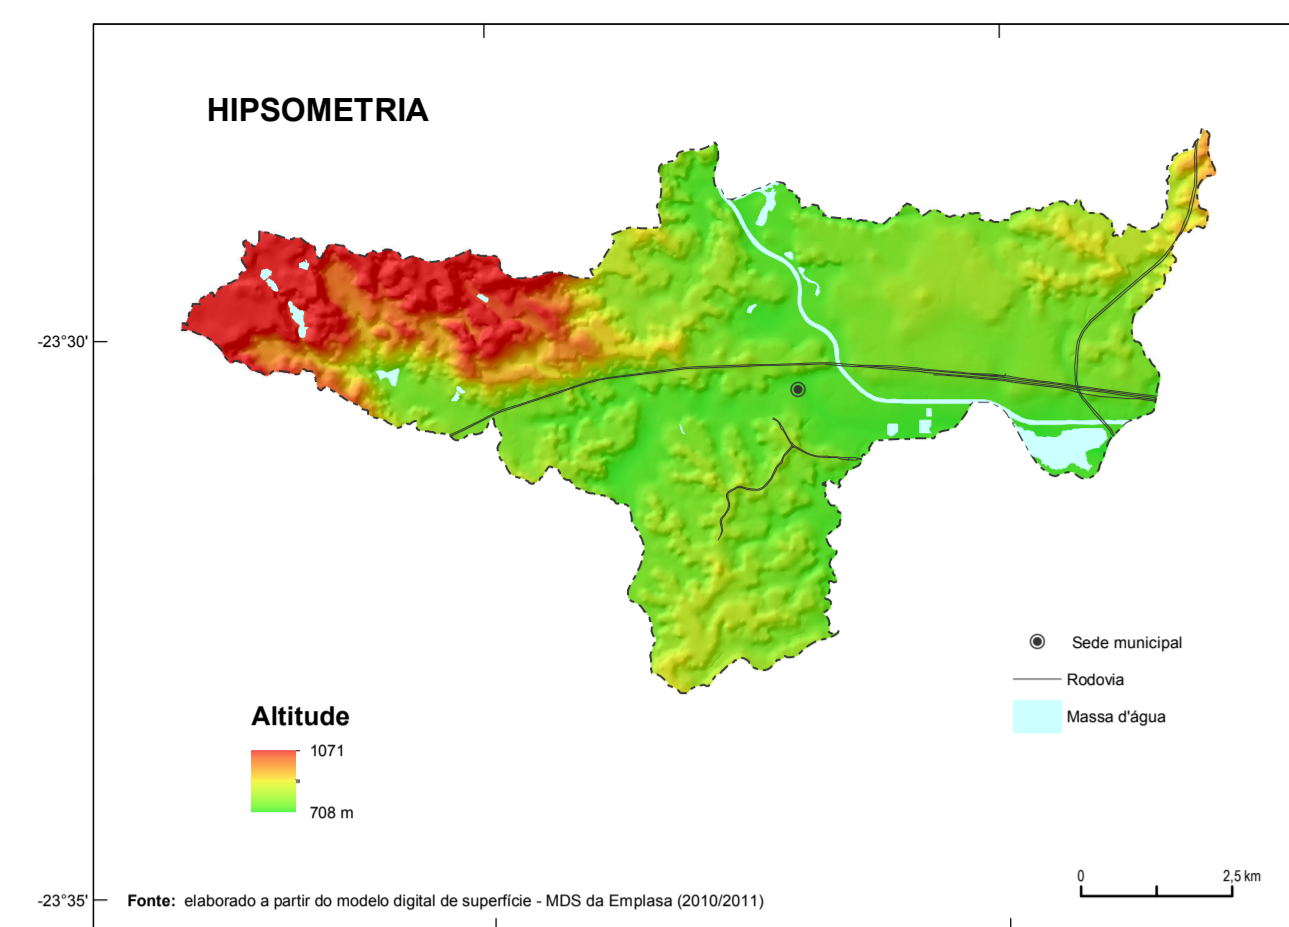 HIPSOMETRIA
-23°30'
Sede municipal
Rodovia
Massa d'água
Altitude
1071
708 m
0 2,5 km
-23°35'
Fonte: elaborado a partir do modelo digital de superfície - MDS da Emplasa (2010/2011)